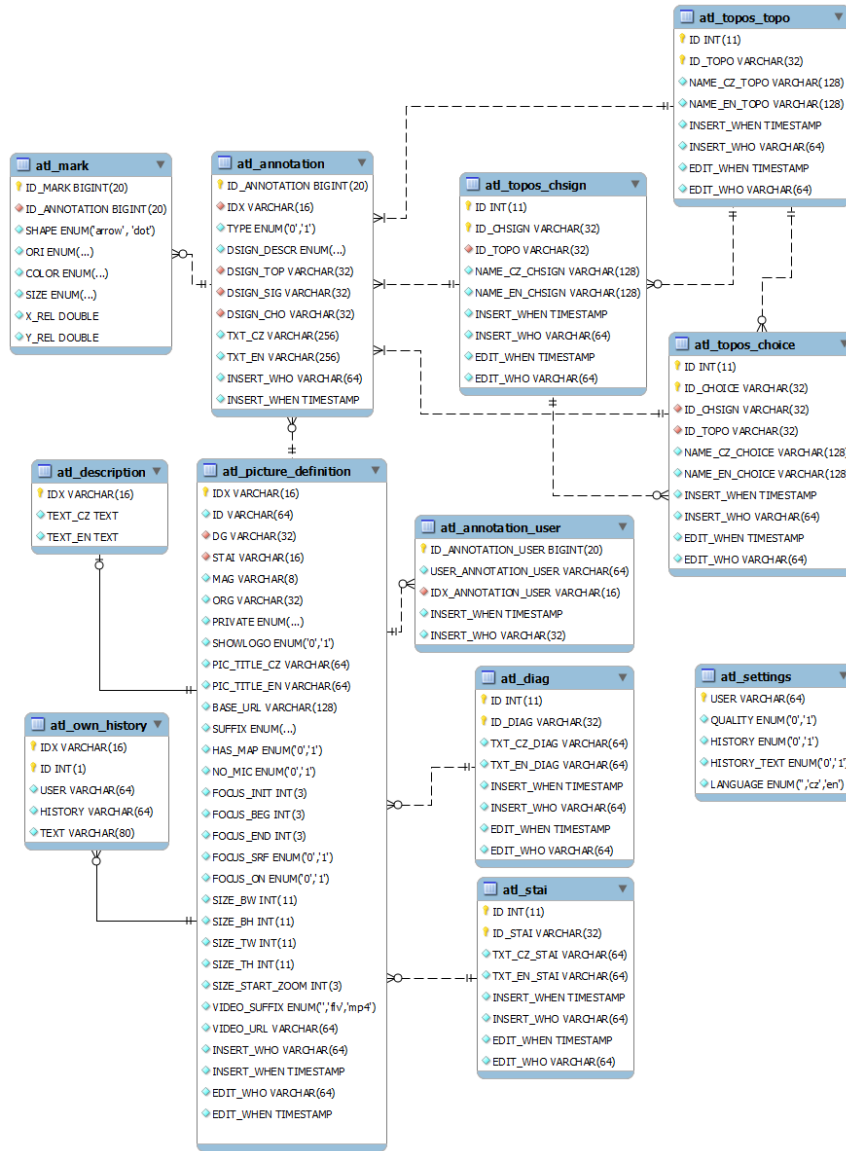 atl_topos_topo
ID INT(11)
ID_TOPO VARCHAR(32)
NAME_CZ_TOPO VARCHAR(128)
NAME_EN_TOPO VARCHAR(128)
INSERT_WHEN TIMESTAMP
INSERT_WHO VARCHAR(64)
EDIT_WHEN TIMESTAMP
EDIT_WHO VARCHAR(64)
atl_mark
ID_MARK BIGINT(20)
ID_ANNOTATION BIGINT(20)
SHAPE ENUM('arrow', 'dot')
ORI ENUM(...)
COLOR ENUM(...)
SIZE ENUM(...)
X_REL DOUBLE
Y_REL DOUBLE
atl_annotation
ID_ANNOTATION BIGINT(20)
IDX VARCHAR(16)
TYPE ENUM('0','1')
DSIGN_DESCR ENUM(...)
DSIGN_TOP VARCHAR(32)
DSIGN_SIG VARCHAR(32)
DSIGN_CHO VARCHAR(32)
TXT_CZ VARCHAR(256)
TXT_EN VARCHAR(256)
INSERT_WHO VARCHAR(64)
INSERT_WHEN TIMESTAMP
atl_topos_chsign
ID INT(11)
ID_CHSIGN VARCHAR(32)
ID_TOPO VARCHAR(32)
NAME_CZ_CHSIGN VARCHAR(128)
NAME_EN_CHSIGN VARCHAR(128)
INSERT_WHEN TIMESTAMP
INSERT_WHO VARCHAR(64)
EDIT_WHEN TIMESTAMP
EDIT_WHO VARCHAR(64)
atl_topos_choice
ID INT(11)
ID_CHOICE VARCHAR(32)
ID_CHSIGN VARCHAR(32)
ID_TOPO VARCHAR(32)
NAME_CZ_CHOICE VARCHAR(128)
NAME_EN_CHOICE VARCHAR(128
INSERT_WHEN TIMESTAMP
INSERT_WHO VARCHAR(64)
EDIT_WHEN TIMESTAMP
EDIT_WHO VARCHAR(64)
atl_description
IDX VARCHAR(16)
TEXT_CZ TEXT
TEXT_EN TEXT
atl_picture_definition
IDX VARCHAR(16)
ID VARCHAR(64)
DG VARCHAR(32)
STAI VARCHAR(16)
MAG VARCHAR(8)
ORG VARCHAR(32)
PRIVATE ENUM(...)
SHOWLOGO ENUM('0','1')
PIC_TITLE_CZ VARCHAR(64)
PIC_TITLE_EN VARCHAR(64)
BASE_URL VARCHAR(128)
SUFFIX ENUM(...)
HAS_MAP ENUM('0','1')
NO_MIC ENUM('0','1')
FOCUS_INIT INT(3)
FOCUS_BEG INT(3)
FOCUS_END INT(3)
FOCUS_SRF ENUM('0','1')
FOCUS_ON ENUM('0','1')
SIZE_BW INT(11)
SIZE_BH INT(11)
SIZE_TW INT(11)
SIZE_TH INT(11)
SIZE_START_ZOOM INT(3)
VIDEO_SUFFIX ENUM('','flv','mp4')
VIDEO_URL VARCHAR(64)
INSERT_WHO VARCHAR(64)
INSERT_WHEN TIMESTAMP
EDIT_WHO VARCHAR(64)
EDIT_WHEN TIMESTAMP
atl_annotation_user
ID_ANNOTATION_USER BIGINT(20)
USER_ANNOTATION_USER VARCHAR(64)
IDX_ANNOTATION_USER VARCHAR(16)
INSERT_WHEN TIMESTAMP
INSERT_WHO VARCHAR(32)
atl_diag
ID INT(11)
ID_DIAG VARCHAR(32)
TXT_CZ_DIAG VARCHAR(64)
TXT_EN_DIAG VARCHAR(64)
INSERT_WHEN TIMESTAMP
INSERT_WHO VARCHAR(64)
EDIT_WHEN TIMESTAMP
EDIT_WHO VARCHAR(64)
atl_settings
USER VARCHAR(64)
QUALITY ENUM('0','1')
HISTORY ENUM('0','1')
HISTORY_TEXT ENUM('0','1')
LANGUAGE ENUM('','cz','en')
atl_own_history
IDX VARCHAR(16)
ID INT(1)
USER VARCHAR(64)
HISTORY VARCHAR(64)
TEXT VARCHAR(80)
atl_stai
ID INT(11)
ID_STAI VARCHAR(32)
TXT_CZ_STAI VARCHAR(64)
TXT_EN_STAI VARCHAR(64)
INSERT_WHEN TIMESTAMP
INSERT_WHO VARCHAR(64)
EDIT_WHEN TIMESTAMP
EDIT_WHO VARCHAR(64)